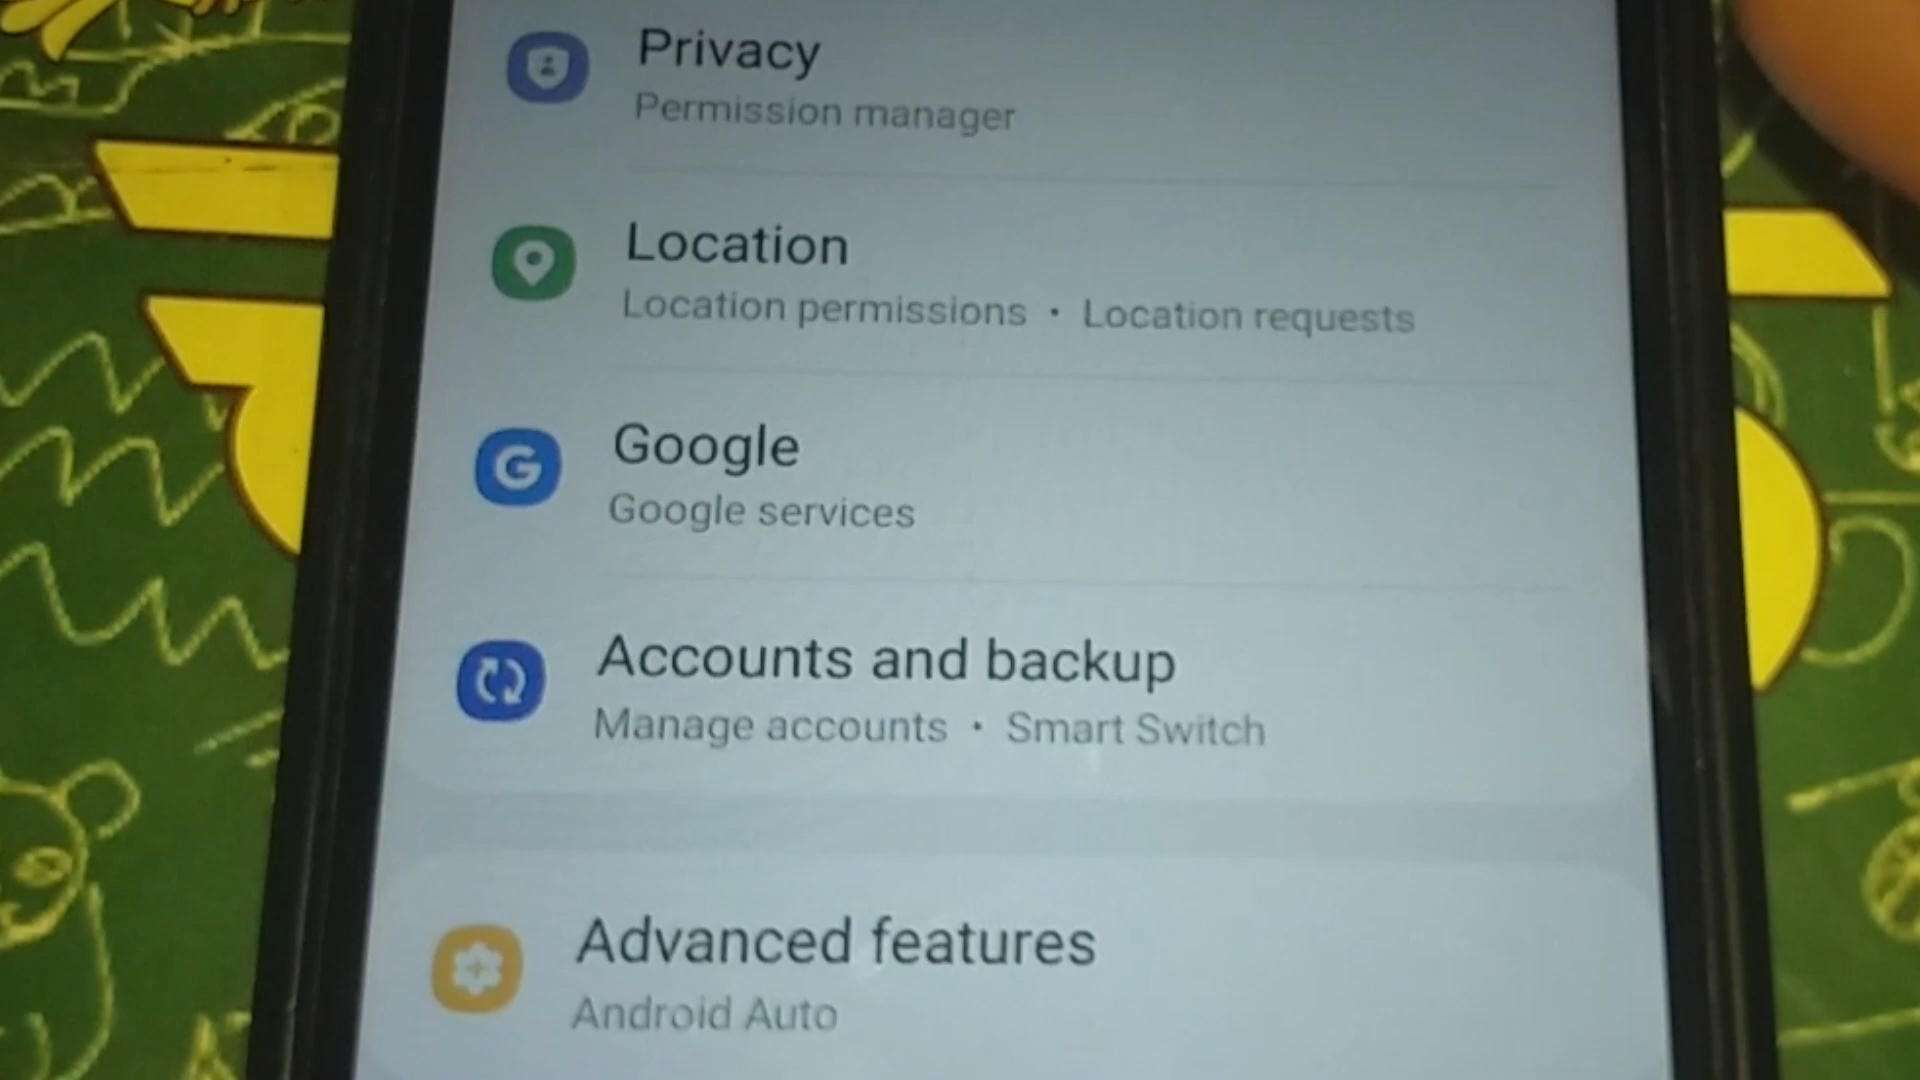 Privacy
Permission manager
Location
Location permissions • Location requests
Google
Google services
Accounts and backup
Manage accounts • Smart Switch
Advanced features
Android Auto